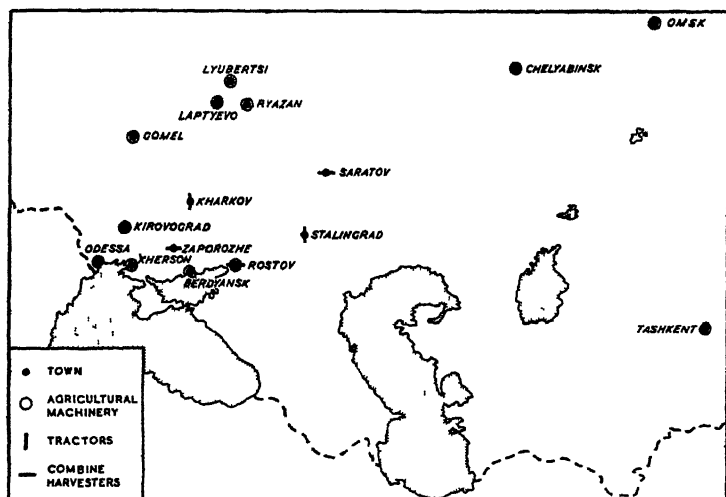 OMSK
CHELYABINSK
LYUBERTSI
LAPTYEVO
RYAZAN
GOMEL
SARATOV
KHARKOV
KIROVOGRAD
STALINGRAD
ODESSA
KHERSON
ZAPOROZHE
ROSTOV
BERDYANSK
TASHKENT
TOWN
AGRICULTURAL
MACHINERY
TRACTORS
COMBINE
HARVESTERS